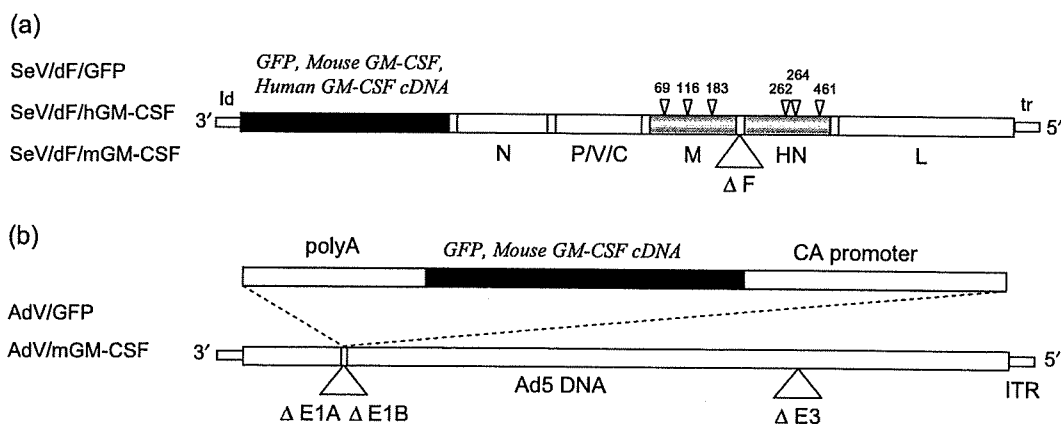 (a)
SeV/dF/GFP
SeV/dF/hGM-CSF
SeV/dF/mGM-CSF
GFP, Mouse GM-CSF,
Human GM-CSF cDNA
ld
3′
69 116 183 262 264 461
tr
5′
N P/V/C M HN L
Δ F
(b)
polyA GFP, Mouse GM-CSF cDNA CA promoter
AdV/GFP
AdV/mGM-CSF
3′ 5′
Ad5 DNA ITR
Δ E1A Δ E1B Δ E3